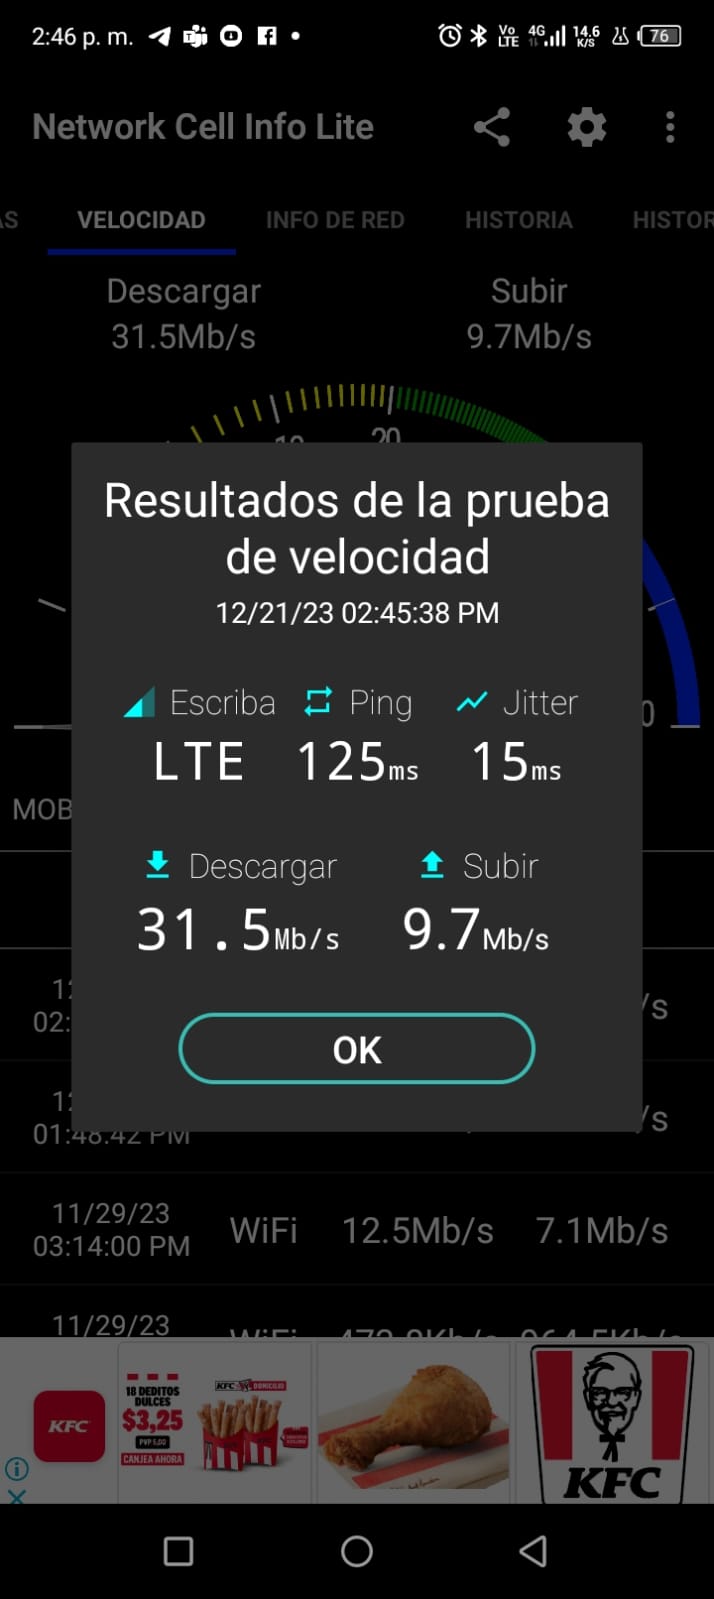 2:46 p. m.
Vo
LTE
4G
14.6
K/S
76
Network Cell Info Lite
AS
VELOCIDAD
INFO DE RED
HISTORIA
HISTOR
Descargar
Subir
31.5Mb/s
9.7Mb/s
10
20
Resultados de la prueba
de velocidad
12/21/23 02:45:38 PM
Escriba
Ping
Jitter
LTE
125ms
15ms
0
MOB
Descargar
Subir
31.5Mb/s
9.7Mb/s
12
02:
/s
OK
12
01:48:42 PM
/s
11/29/23
03:14:00 PM
WiFi
12.5Mb/s
7.1Mb/s
11/29/23
WiFi
KFC
18 DEDITOS
DULCES
$3,25
PVP 5,00
CANJEA AHORA
KFC
DOMICILIO
KFC